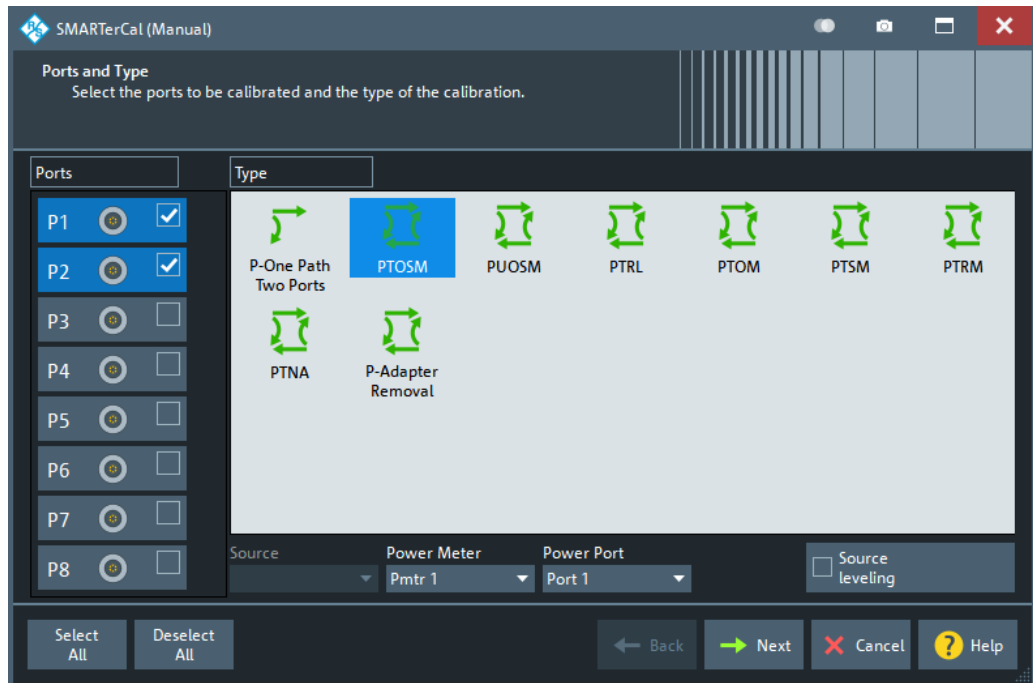 SMARTerCal (Manual)
Ports and Type
Select the ports to be calibrated and the type of the calibration.
Ports
Type
P1
P2
P3
P4
P5
P6
P7
P8
P-One Path
Two Ports
PTOSM
PUOSM
PTRL
PTOM
PTSM
PTRM
PTNA
P-Adapter
Removal
Source
Power Meter
Pmtr 1
Power Port
Port 1
Source
leveling
Select
All
Deselect
All
Back
Next
Cancel
? Help